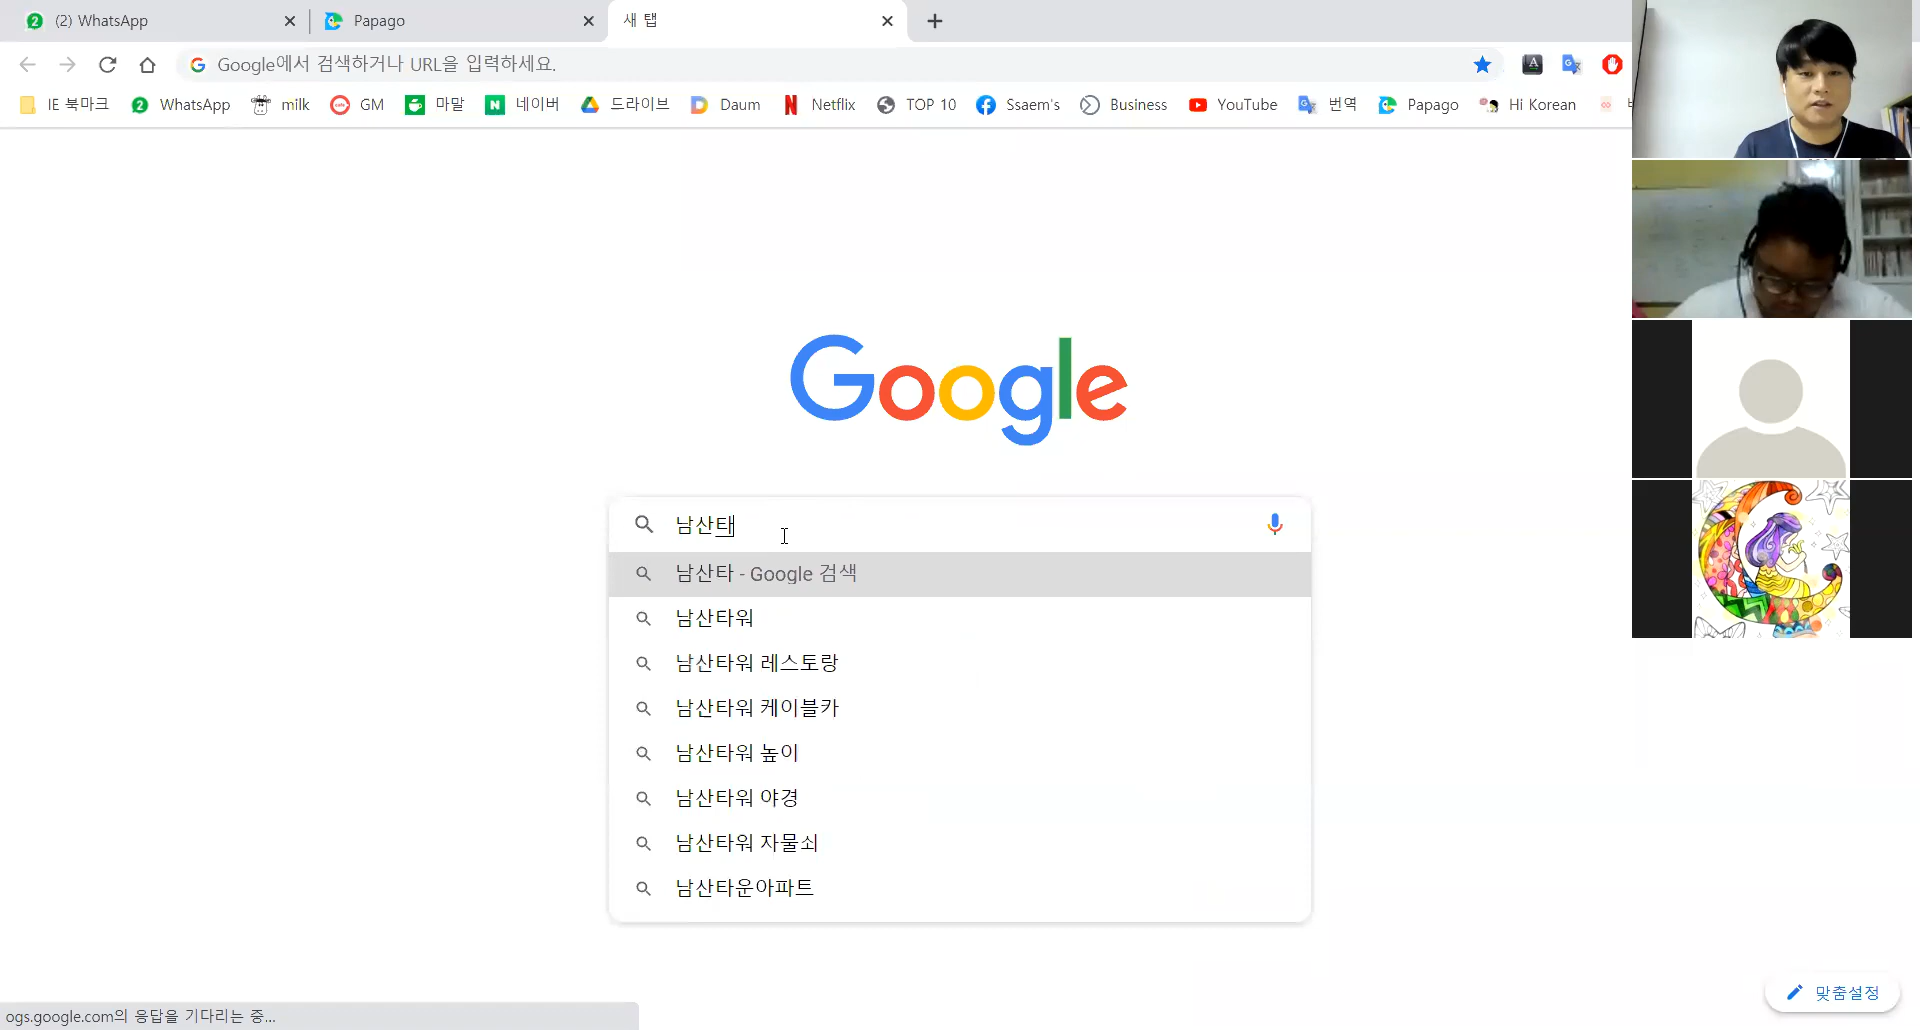 (2) WhatsApp
Papago
새 탭
Google에서 검색하거나 URL을 입력하세요.
IE 북마크
WhatsApp
milk
GM
마말
네이버
드라이브
Daum
Netflix
TOP 10
Ssaem's
Business
YouTube
번역
Papago
Hi Korean
Google
남산타
남산타 - Google 검색
남산타워
남산타워 레스토랑
남산타워 케이블카
남산타워 높이
남산타워 야경
남산타워 자물쇠
남산타운아파트
맞춤설정
ogs.google.com의 응답을 기다리는 중...